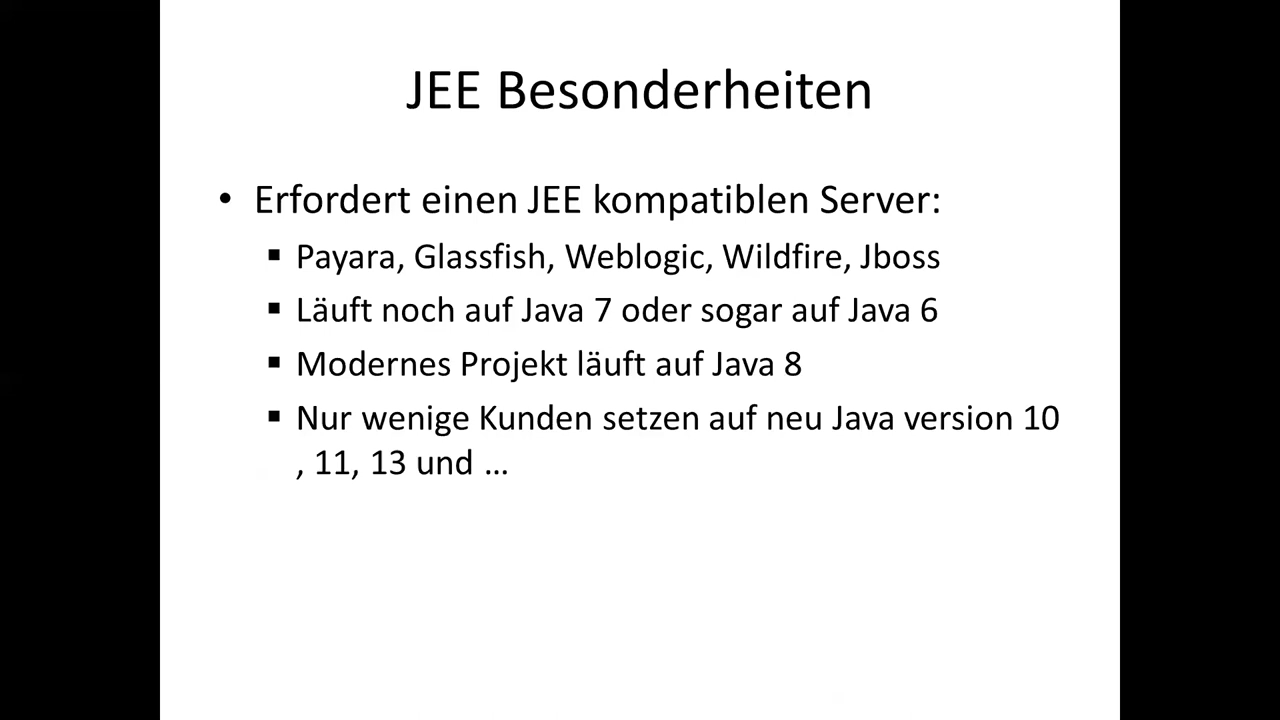 JEE Besonderheiten
• Erfordert einen JEE kompatiblen Server:
▪ Payara, Glassfish, Weblogic, Wildfire, Jboss
▪ Läuft noch auf Java 7 oder sogar auf Java 6
▪ Modernes Projekt läuft auf Java 8
▪ Nur wenige Kunden setzen auf neu Java version 10
, 11, 13 und …